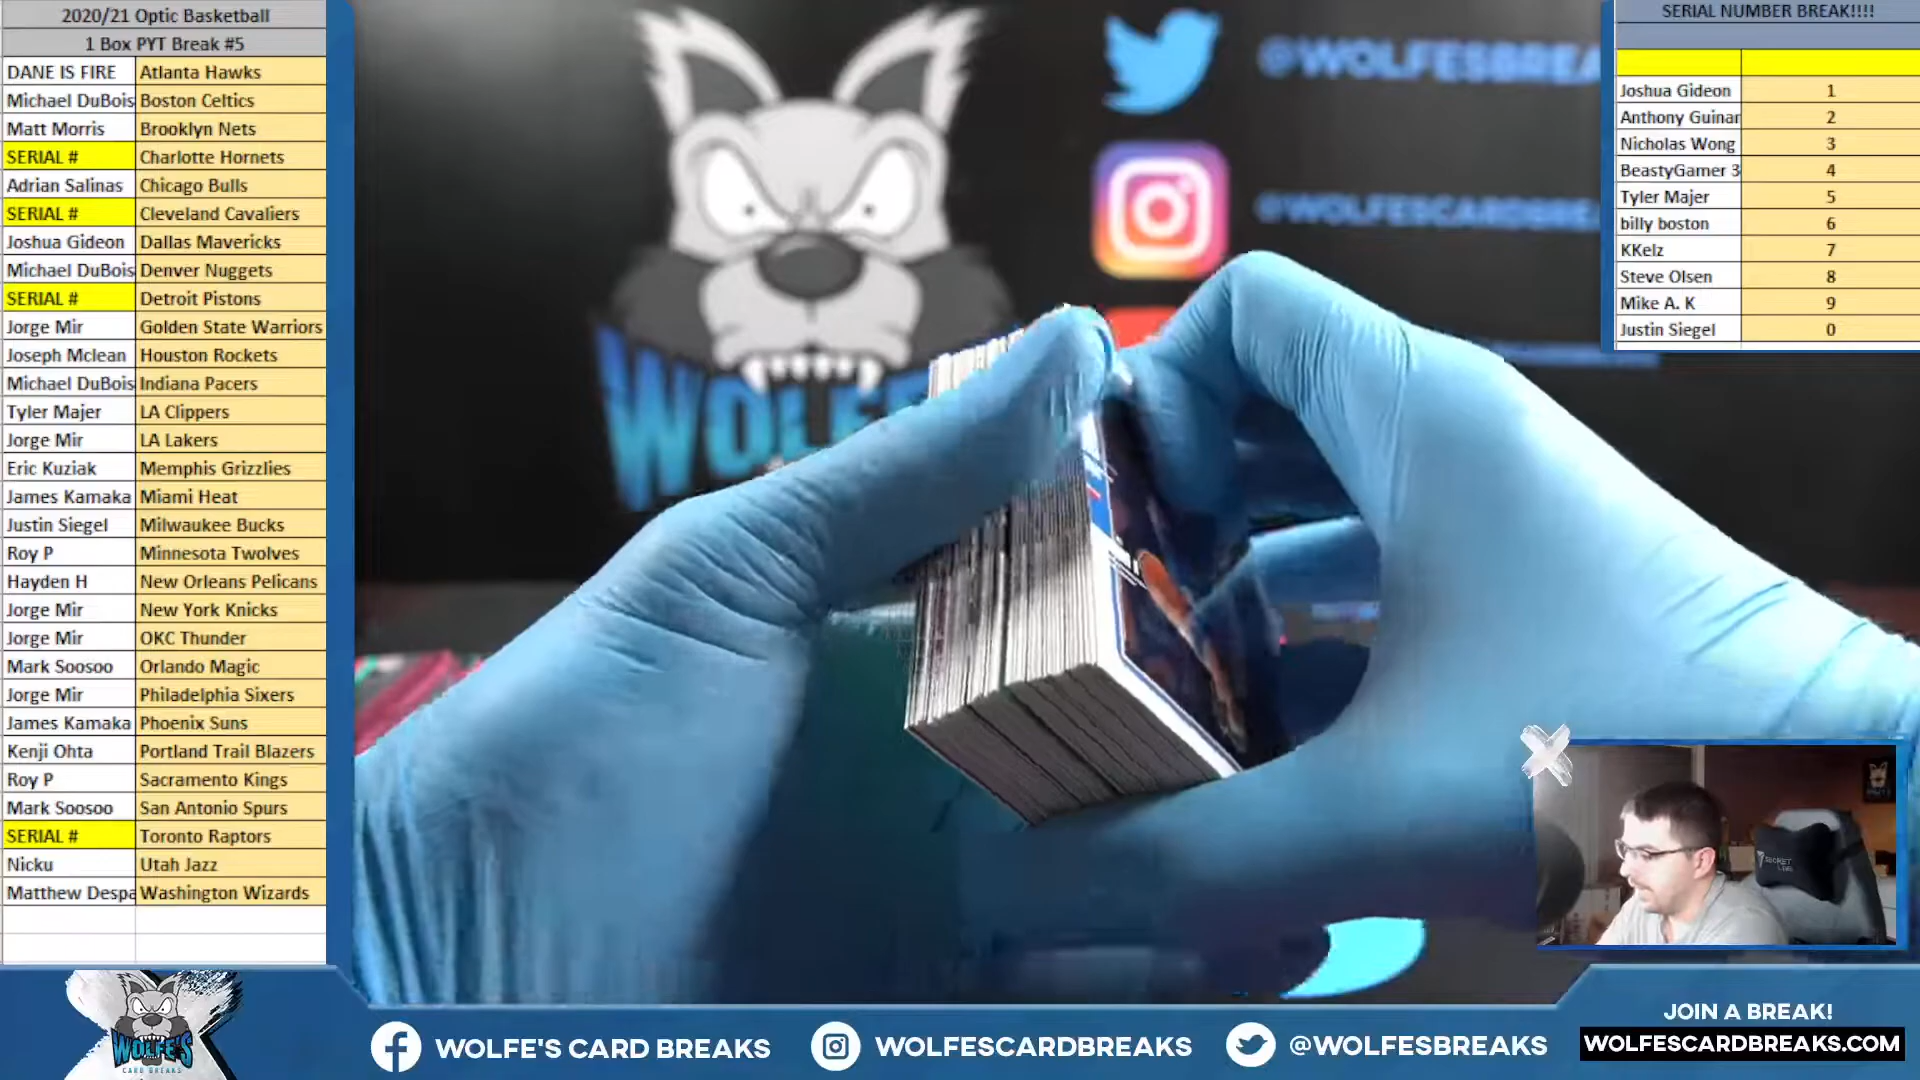 2020/21 Optic Basketball
1 Box PYT Break #5
DANE IS FIRE Atlanta Hawks
Michael DuBois Boston Celtics
Matt Morris Brooklyn Nets
SERIAL # Charlotte Hornets
Adrian Salinas Chicago Bulls
SERIAL # Cleveland Cavaliers
Joshua Gideon Dallas Mavericks
Michael DuBois Denver Nuggets
SERIAL # Detroit Pistons
Jorge Mir Golden State Warriors
Joseph Mclean Houston Rockets
Michael DuBois Indiana Pacers
Tyler Majer LA Clippers
Jorge Mir LA Lakers
Eric Kuziak Memphis Grizzlies
James Kamaka Miami Heat
Justin Siegel Milwaukee Bucks
Roy P Minnesota Twolves
Hayden H New Orleans Pelicans
Jorge Mir New York Knicks
Jorge Mir OKC Thunder
Mark Soosoo Orlando Magic
Jorge Mir Philadelphia Sixers
James Kamaka Phoenix Suns
Kenji Ohta Portland Trail Blazers
Roy P Sacramento Kings
Mark Soosoo San Antonio Spurs
SERIAL # Toronto Raptors
Nicku Utah Jazz
Matthew Despa Washington Wizards
@WOLFESBREA
@WOLFESCARDBREA
WOLFE
SERIAL NUMBER BREAK!!!!
Joshua Gideon 1
Anthony Guinar 2
Nicholas Wong 3
BeastyGamer 3 4
Tyler Majer 5
billy boston 6
KKelz 7
Steve Olsen 8
Mike A. K 9
Justin Siegel 0
SECRET
WOLFE'S
CARD BREAKS
WOLFE'S CARD BREAKS
WOLFESCARDBREAKS
@WOLFESBREAKS
JOIN A BREAK!
WOLFESCARDBREAKS.COM